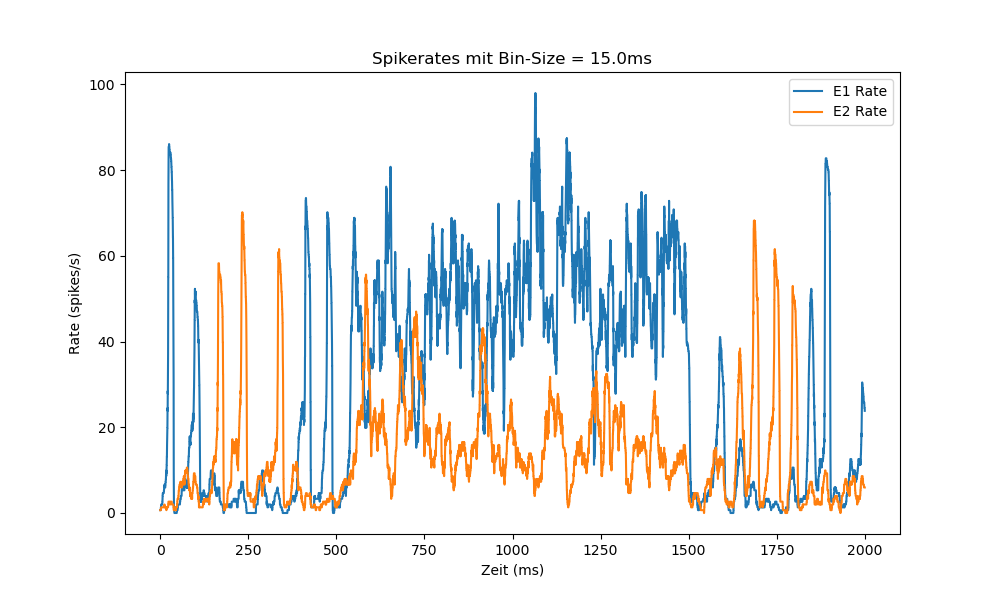 Spikerates mit Bin-Size = 15.0ms
E1 Rate
E2 Rate
100
80
60
40
20
0
Rate (spikes/s)
0 250 500 750 1000 1250 1500 1750 2000
Zeit (ms)